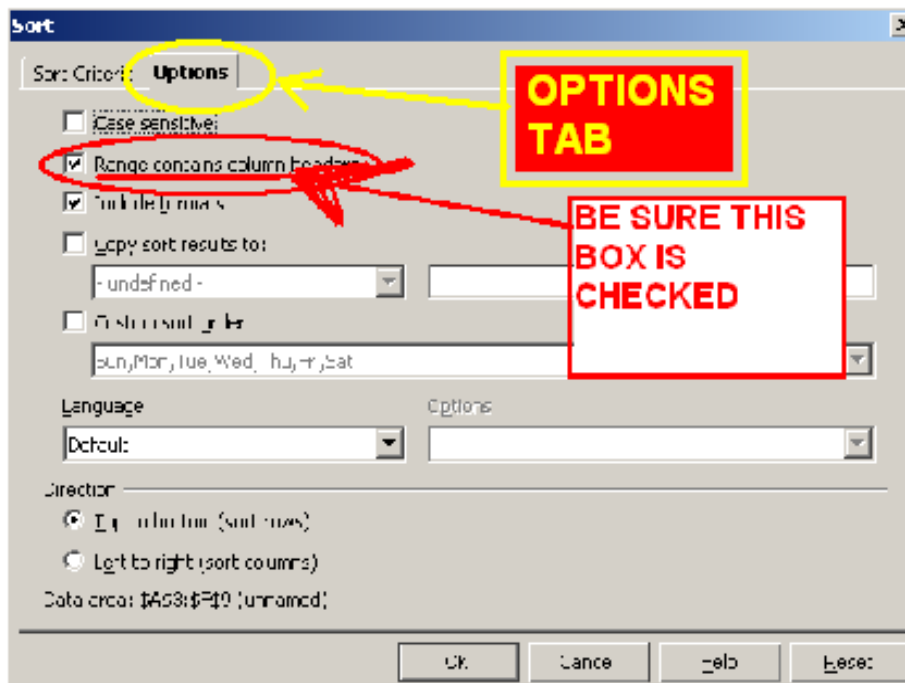 Sort
Sort Criteria Options
OPTIONS
TAB
Case sensitive
Range contains column headers
BE SURE THIS
BOX IS
CHECKED
Include formats
Copy sort results to:
- undefined -
Custom sort order
Sun,Mon,Tue,Wed,Thu,Fri,Sat
Language Options
Default
Direction
Top to bottom (sort rows)
Left to right (sort columns)
Data area: $A$3:$F$9 (unnamed)
OK Cancel Help Reset